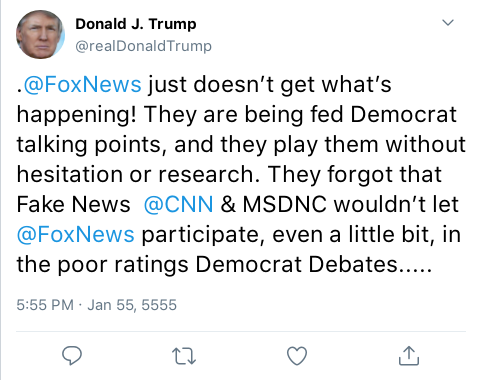 Donald J. Trump
@realDonaldTrump
.@FoxNews just doesn’t get what’s
happening! They are being fed Democrat
talking points, and they play them without
hesitation or research. They forgot that
Fake News  @CNN & MSDNC wouldn’t let
@FoxNews participate, even a little bit, in
the poor ratings Democrat Debates.....
5:55 PM · Jan 55, 5555